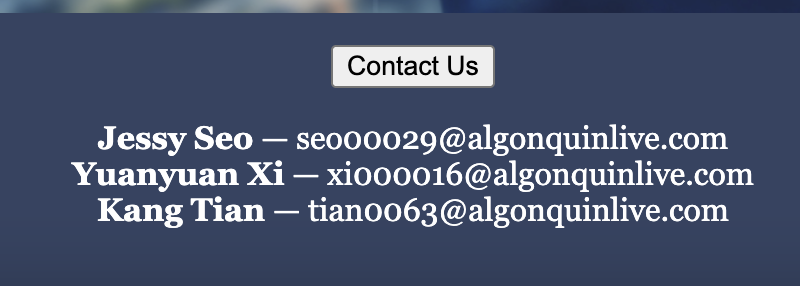 Contact Us
Jessy Seo — seo00029@algonquinlive.com
Yuanyuan Xi — xi000016@algonquinlive.com
Kang Tian — tian0063@algonquinlive.com